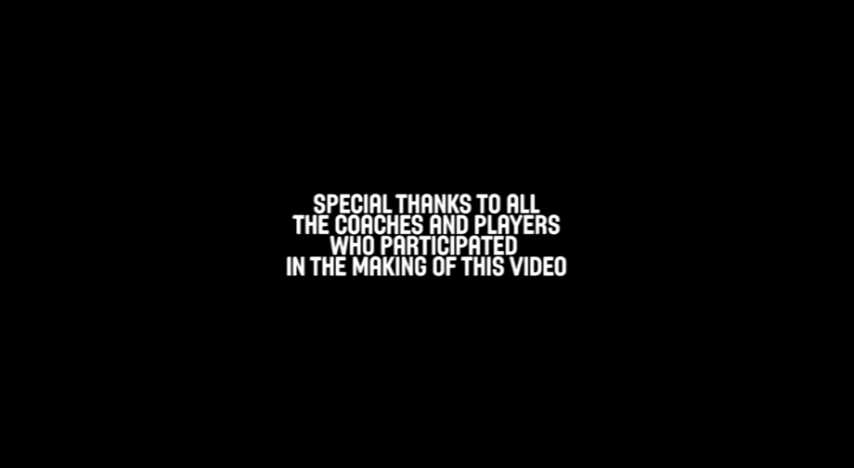 SPECIAL THANKS TO ALL
THE COACHES AND PLAYERS
WHO PARTICIPATED
IN THE MAKING OF THIS VIDEO